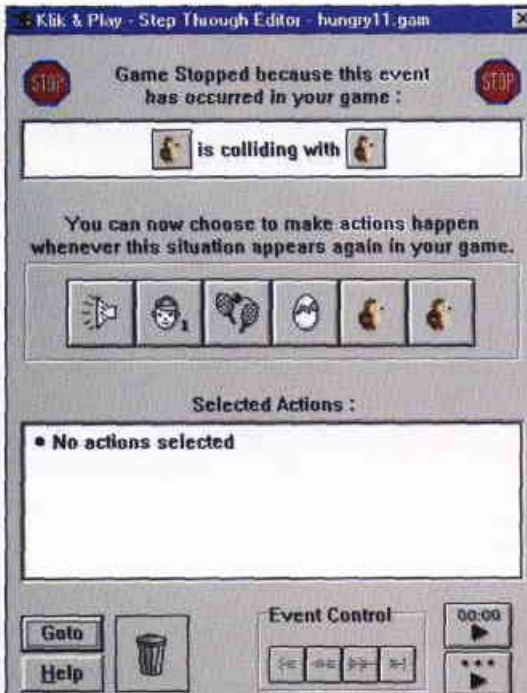 Klik & Play - Step Through Editor - hungry11.gam
STOP
Game Stopped because this event
has occurred in your game :
STOP
is colliding with
You can now choose to make actions happen
whenever this situation appears again in your game.
1
Selected Actions :
• No actions selected
Goto
Help
Event Control
00:00